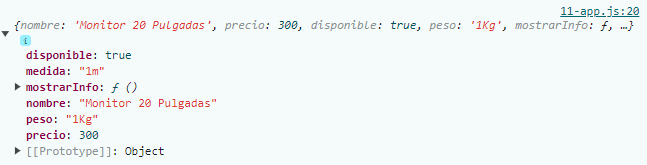 11-app.js:20
{nombre: 'Monitor 20 Pulgadas', precio: 300, disponible: true, peso: '1Kg', mostrarInfo: ƒ, …}
i
disponible: true
medida: "1m"
mostrarInfo: ƒ ()
nombre: "Monitor 20 Pulgadas"
peso: "1Kg"
precio: 300
[[Prototype]]: Object